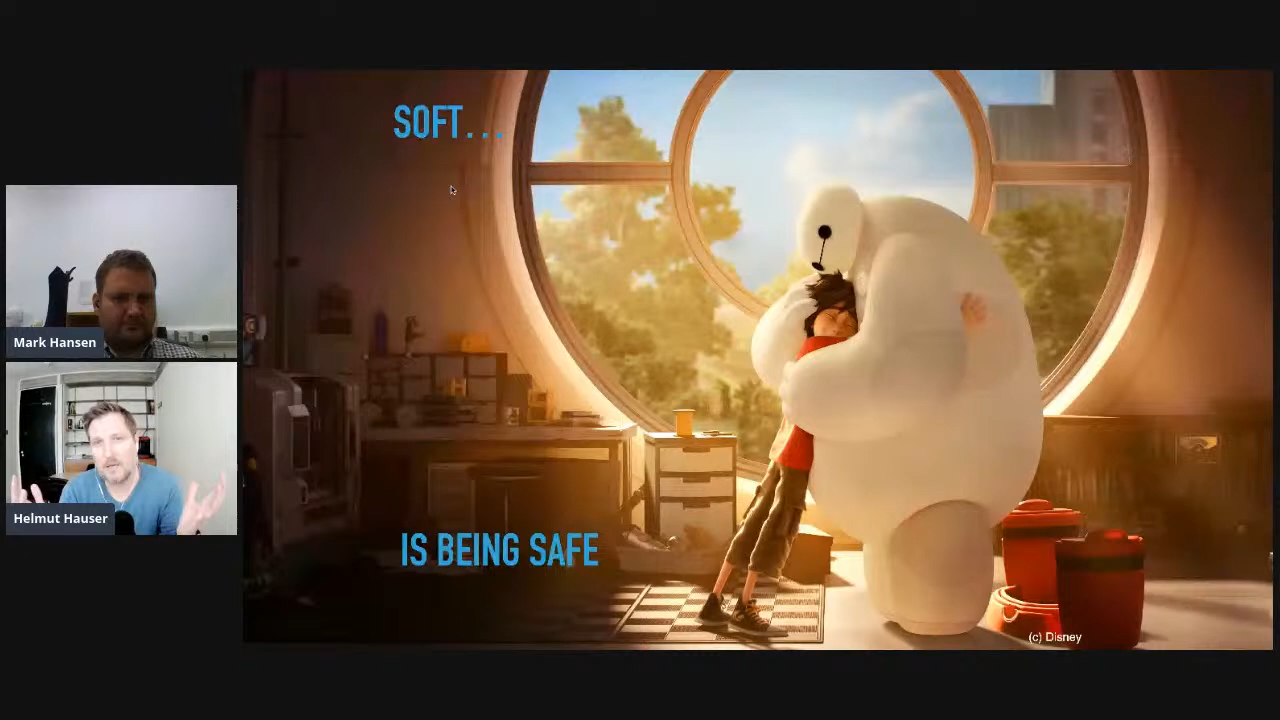 SOFT...
Mark Hansen
Helmut Hauser
IS BEING SAFE
(c) Disney